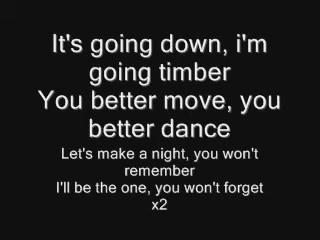 It's going down, i'm
going timber
You better move, you
better dance
Let's make a night, you won't
remember
I'll be the one, you won't forget
x2